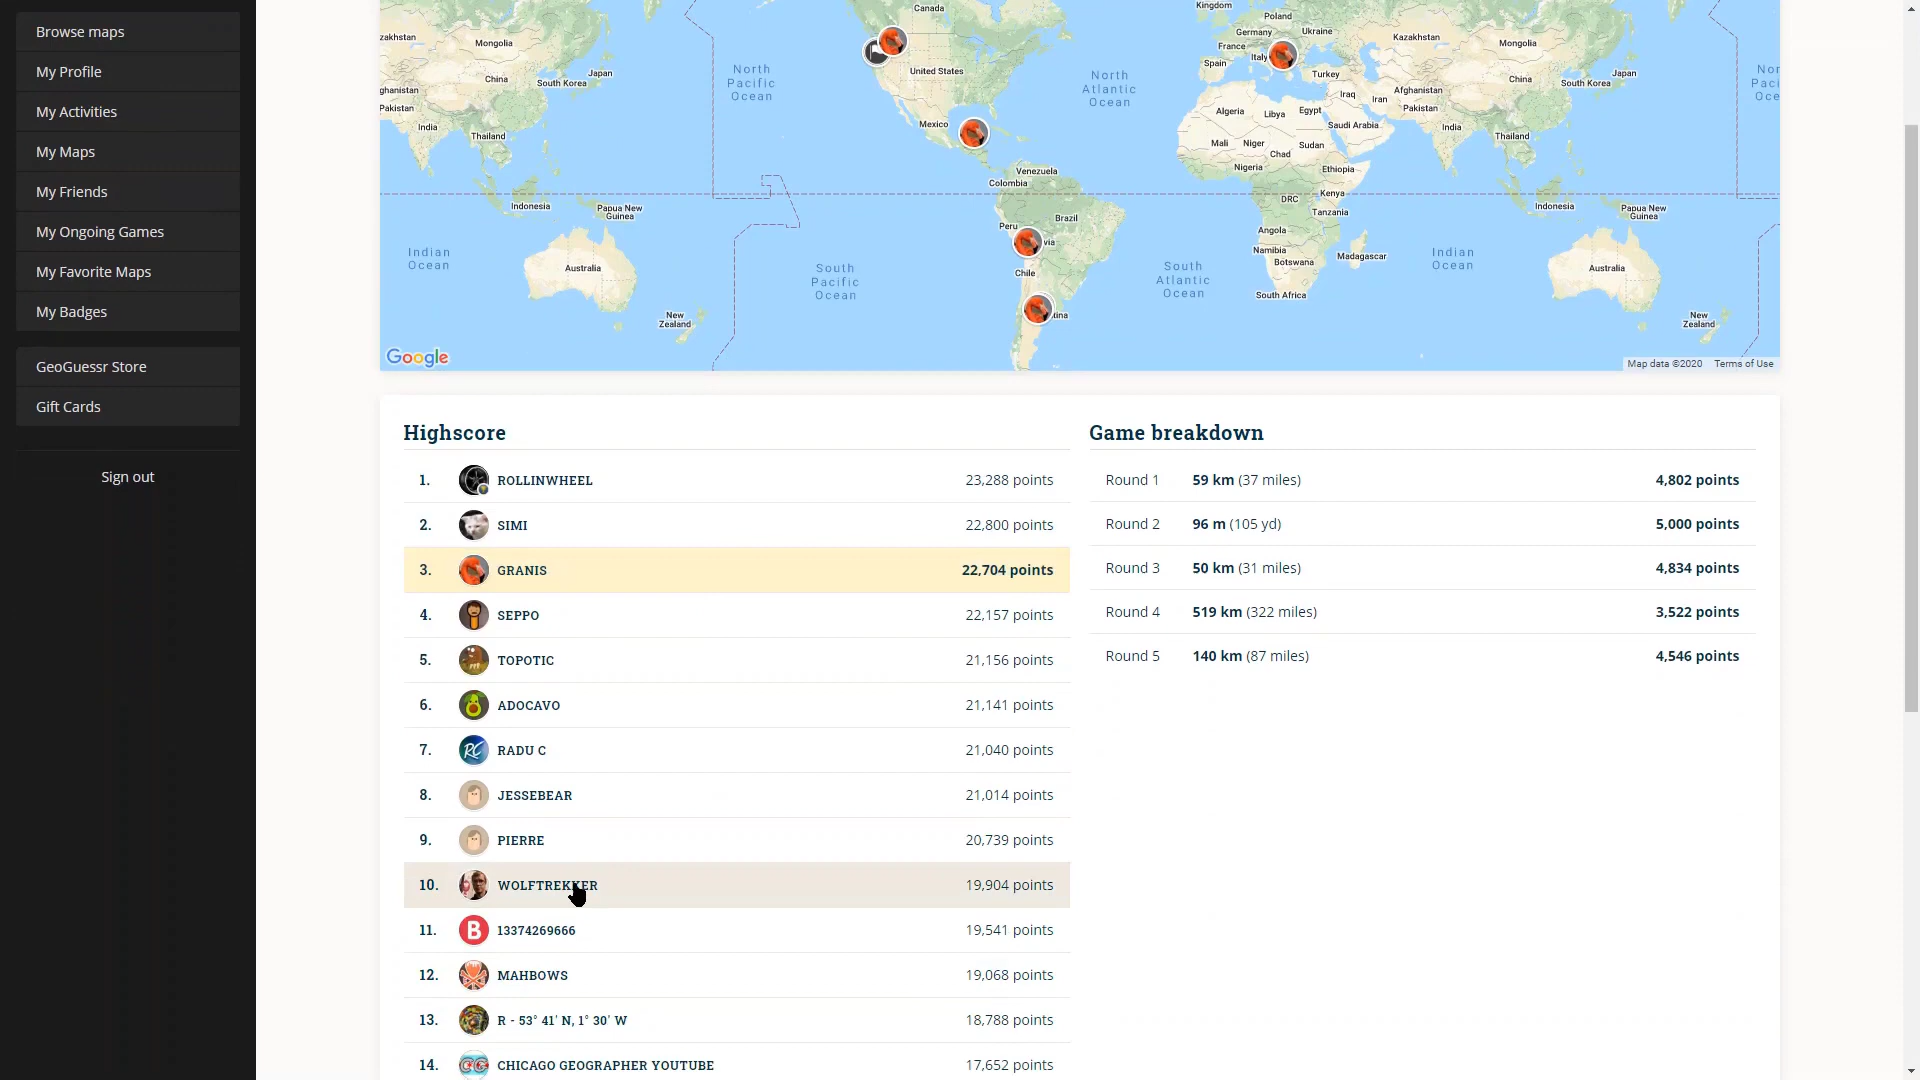 Browse maps
My Profile
My Activities
My Maps
My Friends
My Ongoing Games
My Favorite Maps
My Badges
GeoGuessr Store
Gift Cards
Sign out
Canada
United States
Mexico
Venezuela
Colombia
Peru
Brazil
Chile
North
Pacific
Ocean
South
Pacific
Ocean
North
Atlantic
Ocean
South
Atlantic
Ocean
Indian
Ocean
Kingdom
Poland
Germany
Ukraine
France
Italy
Spain
Turkey
Kazakhstan
Mongolia
China
Japan
South Korea
Afghanistan
Pakistan
Iraq
Iran
India
Thailand
Algeria
Libya
Egypt
Saudi Arabia
Mali
Niger
Sudan
Chad
Nigeria
Ethiopia
Kenya
DRC
Tanzania
Angola
Namibia
Botswana
Madagascar
South Africa
Indonesia
Papua New
Guinea
Australia
New
Zealand
Indian
Ocean
zakhstan
Mongolia
China
Japan
South Korea
ghanistan
Pakistan
India
Thailand
Indonesia
Papua New
Guinea
Australia
New
Zealand
via
tina
Nor
Paci
Oce
Google
Map data ©2020 Terms of Use
Highscore
1. ROLLINWHEEL 23,288 points
2. SIMI 22,800 points
3. GRANIS 22,704 points
4. SEPPO 22,157 points
5. TOPOTIC 21,156 points
6. ADOCAVO 21,141 points
7. RC RADU C 21,040 points
8. JESSEBEAR 21,014 points
9. PIERRE 20,739 points
10. WOLFTREKKER 19,904 points
11. B 13374269666 19,541 points
12. MAHBOWS 19,068 points
13. R - 53° 41' N, 1° 30' W 18,788 points
14. CG CHICAGO GEOGRAPHER YOUTUBE 17,652 points
Game breakdown
Round 1 59 km (37 miles) 4,802 points
Round 2 96 m (105 yd) 5,000 points
Round 3 50 km (31 miles) 4,834 points
Round 4 519 km (322 miles) 3,522 points
Round 5 140 km (87 miles) 4,546 points